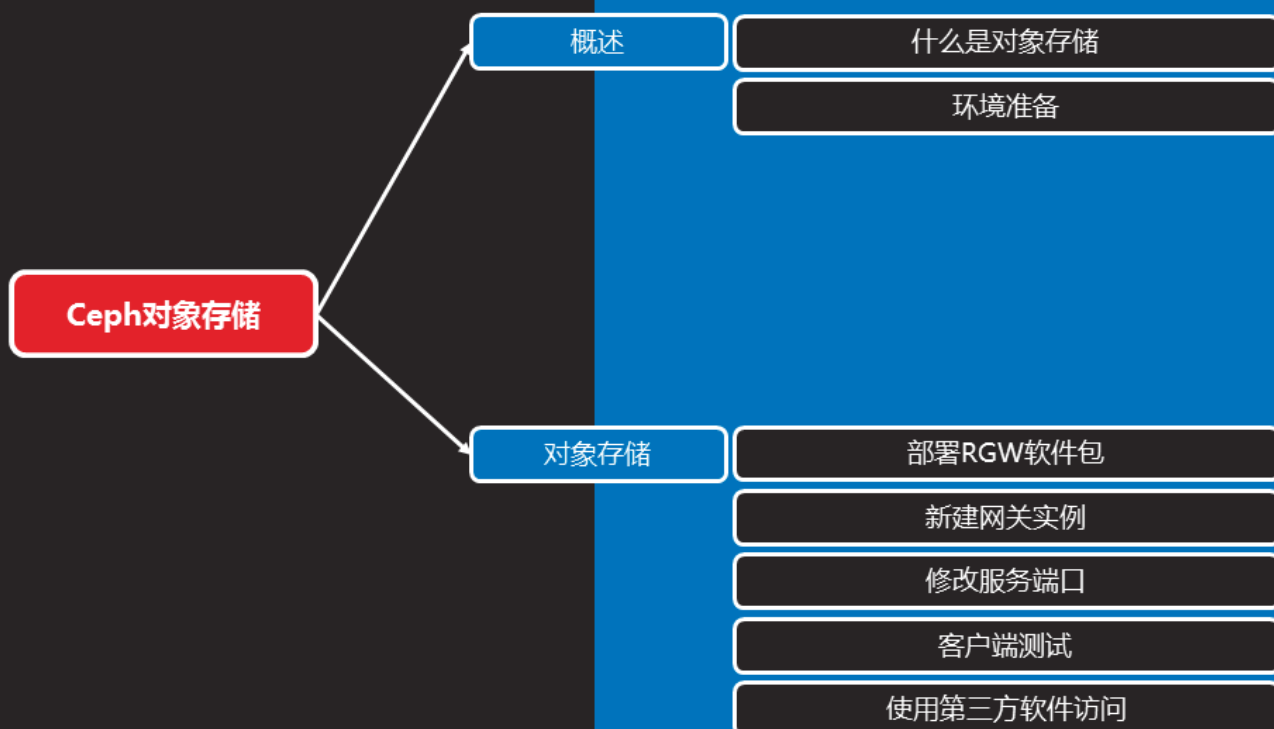 Ceph对象存储
概述
什么是对象存储
环境准备
对象存储
部署RGW软件包
新建网关实例
修改服务端口
客户端测试
使用第三方软件访问